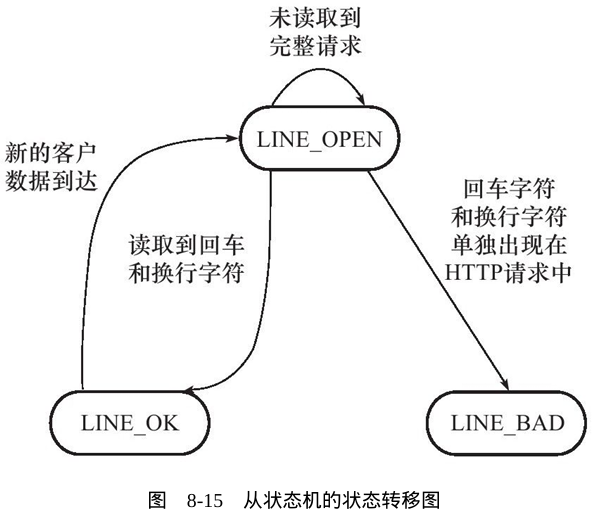 未读取到
完整请求
LINE_OPEN
新的客户
数据到达
读取到回车
和换行字符
回车字符
和换行字符
单独出现在
HTTP请求中
LINE_OK
LINE_BAD
图 8-15 从状态机的状态转移图